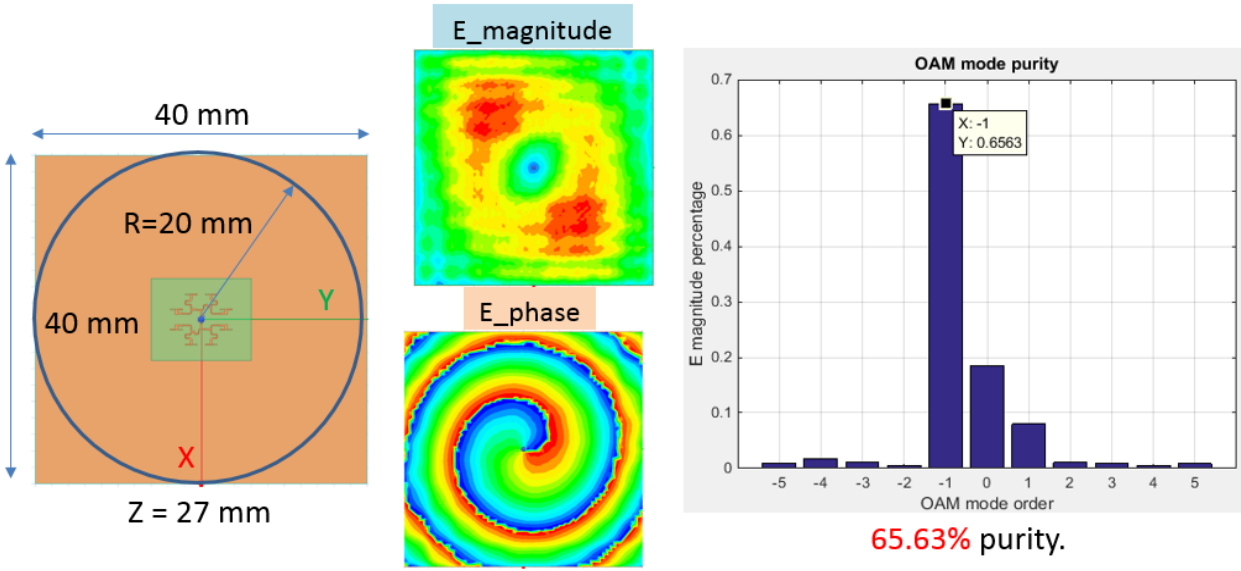 40 mm
R=20 mm
Y
40 mm
X
Z = 27 mm
E_magnitude
E_phase
OAM mode purity
E magnitude percentage
0.7
0.6
0.5
0.4
0.3
0.2
0.1
0
X: -1
Y: 0.6563
-5 -4 -3 -2 -1 0 1 2 3 4 5
OAM mode order
65.63% purity.